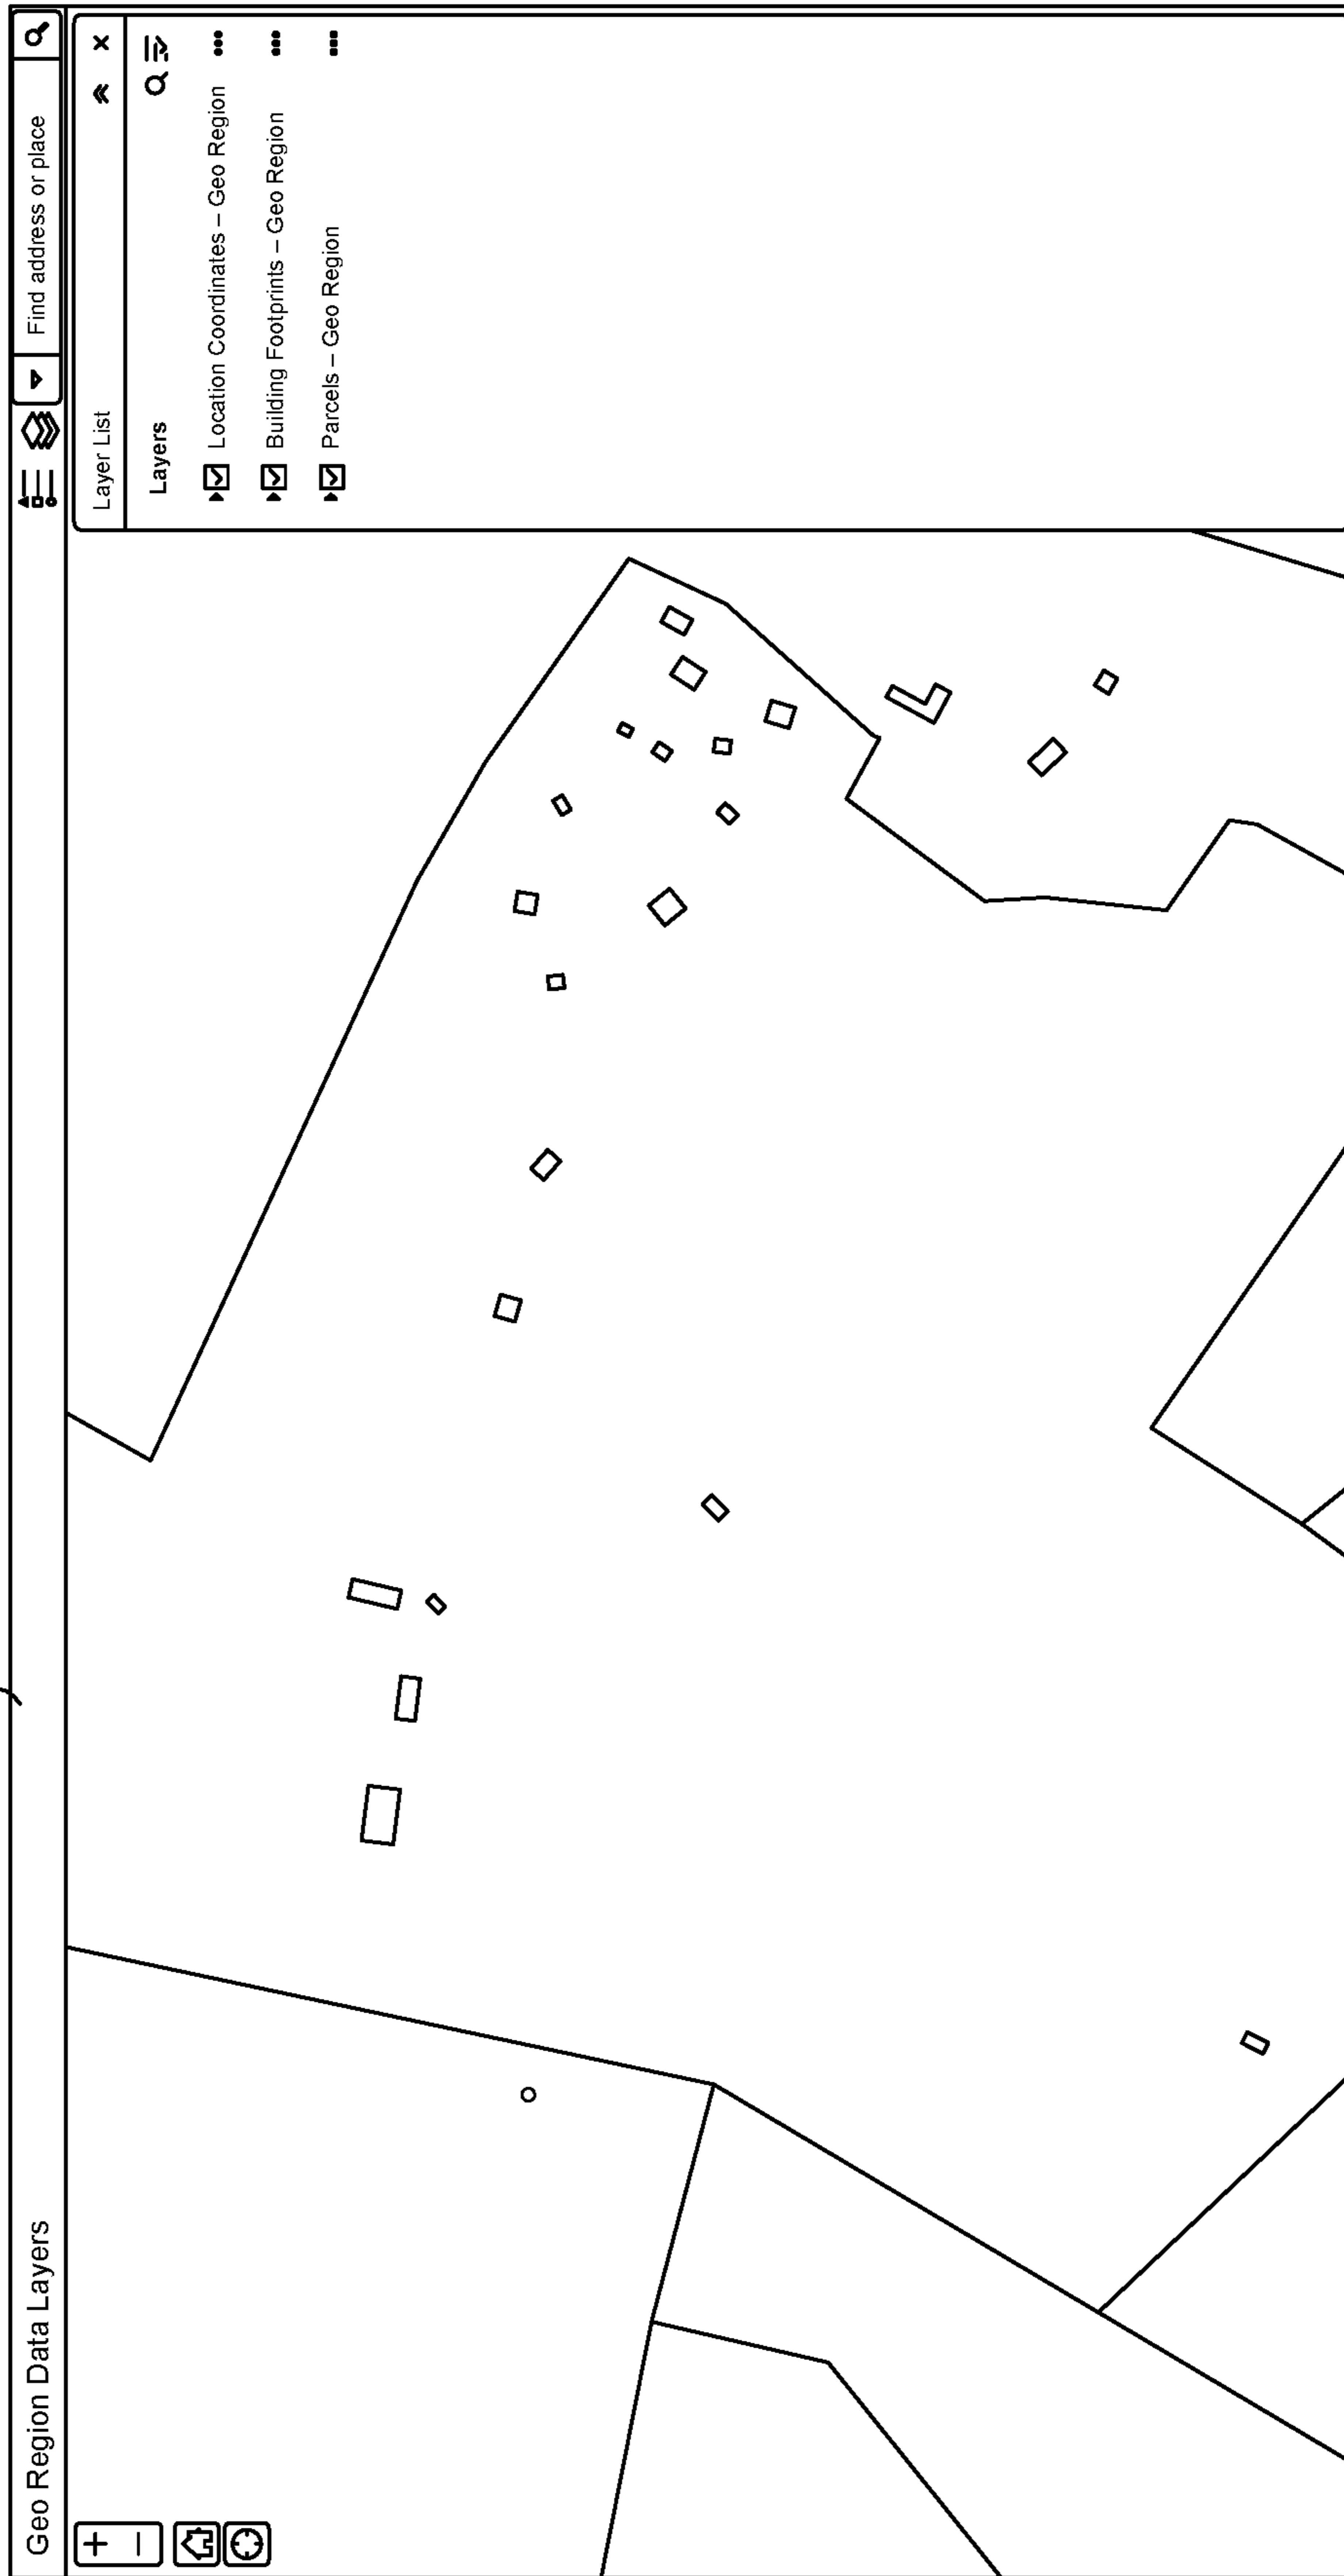 Geo Region Data Layers
Find address or place
Layer List
Layers
Location Coordinates – Geo Region
Building Footprints – Geo Region
Parcels – Geo Region